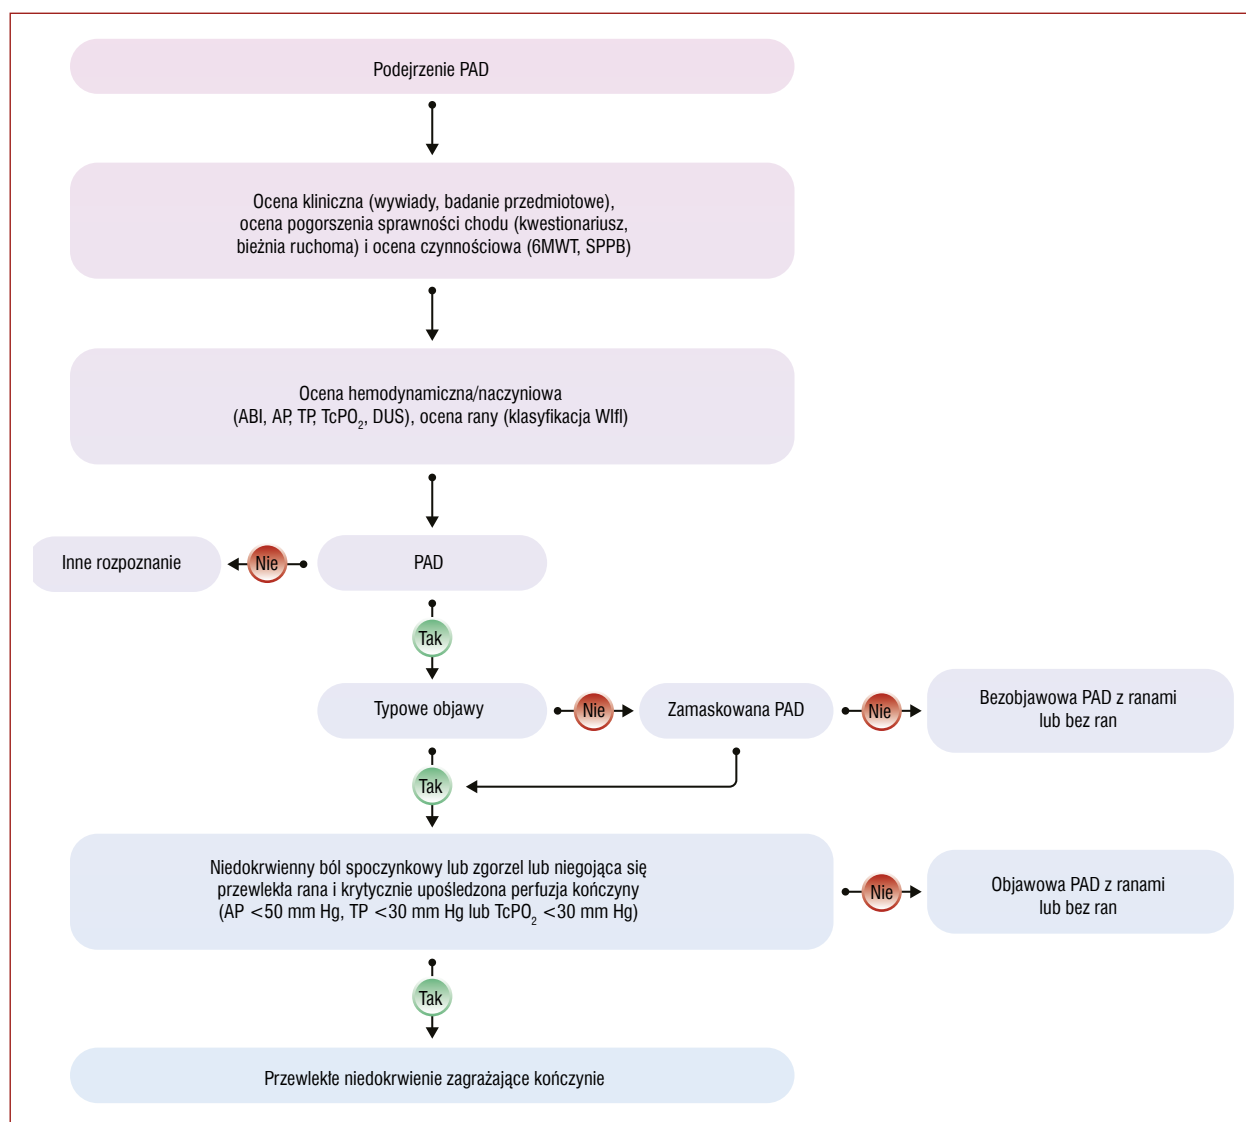 Podejrzenie PAD
Ocena kliniczna (wywiady, badanie przedmiotowe),
ocena pogorszenia sprawności chodu (kwestionariusz,
bieżnia ruchoma) i ocena czynnościowa (6MWT, SPPB)
Ocena hemodynamiczna/naczyniowa
(ABI, AP, TP, TcPO₂, DUS), ocena rany (klasyfikacja WIfI)
Inne rozpoznanie
Nie
PAD
Tak
Typowe objawy
Nie
Zamaskowana PAD
Nie
Bezobjawowa PAD z ranami
lub bez ran
Tak
Niedokrwienny ból spoczynkowy lub zgorzel lub niegojąca się
przewlekła rana i krytycznie upośledzona perfuzja kończyny
(AP <50 mm Hg, TP <30 mm Hg lub TcPO₂ <30 mm Hg)
Nie
Objawowa PAD z ranami
lub bez ran
Tak
Przewlekłe niedokrwienie zagrażające kończynie